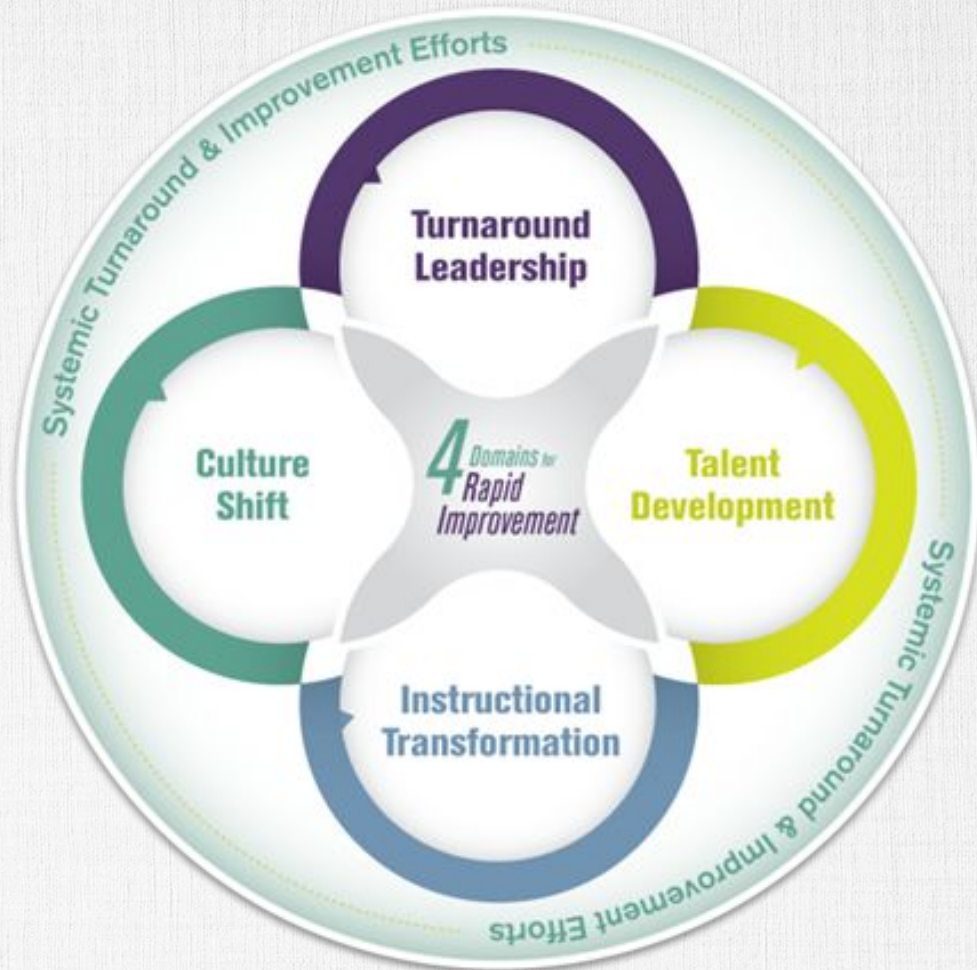 Systemic Turnaround & Improvement Efforts
Turnaround
Leadership
Culture
Shift
4 Domains for
Rapid
Improvement
Talent
Development
Instructional
Transformation
Systemic Turnaround & Improvement Efforts